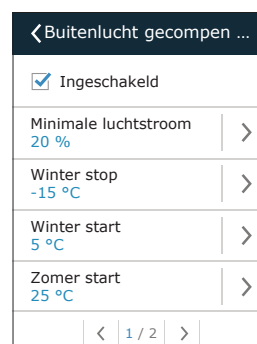 Buitenlucht gecompen ...
Ingeschakeld
Minimale luchtstroom
20 %
Winter stop
-15 °C
Winter start
5 °C
Zomer start
25 °C
1 / 2